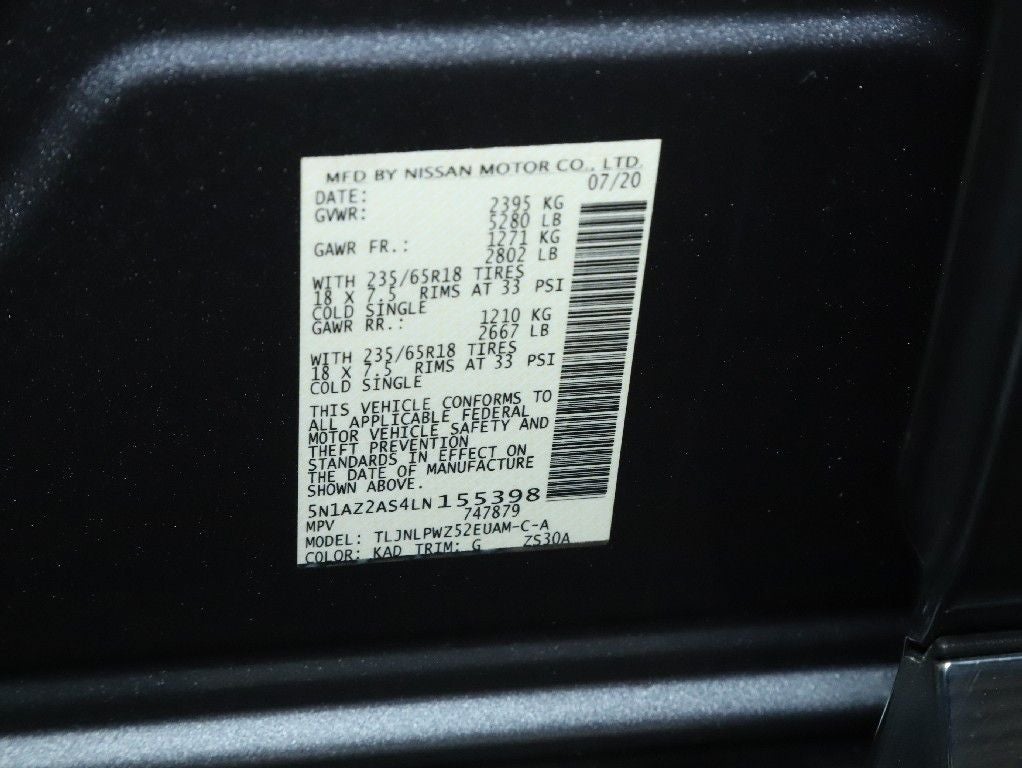 MFD BY NISSAN MOTOR CO., LTD.
DATE: 07/20
GVWR: 2395 KG
5280 LB
GAWR FR.: 1271 KG
2802 LB
WITH 235/65R18 TIRES
18 X 7.5 RIMS AT 33 PSI
COLD SINGLE
GAWR RR.: 1210 KG
2667 LB
WITH 235/65R18 TIRES
18 X 7.5 RIMS AT 33 PSI
COLD SINGLE
THIS VEHICLE CONFORMS TO
ALL APPLICABLE FEDERAL
MOTOR VEHICLE SAFETY AND
THEFT PREVENTION
STANDARDS IN EFFECT ON
THE DATE OF MANUFACTURE
SHOWN ABOVE.
5N1AZ2AS4LN155398
MPV 747879
MODEL: TLJNLPWZ52EUAM-C-A
COLOR: KAD TRIM: G ZS30A